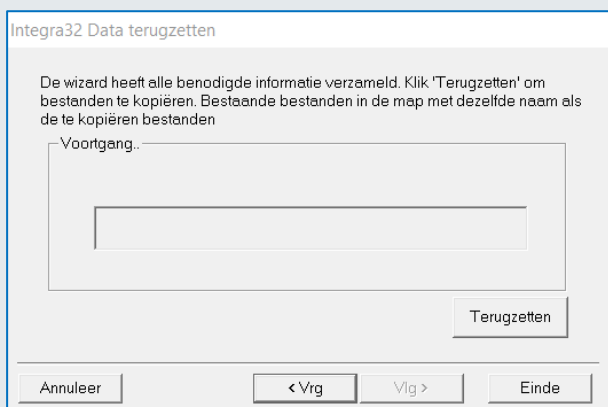 Integra32 Data terugzetten
De wizard heeft alle benodigde informatie verzameld. Klik 'Terugzetten' om
bestanden te kopiëren. Bestaande bestanden in de map met dezelfde naam als
de te kopiëren bestanden
Voortgang..
Terugzetten
Annuleer
< Vrg
Vlg >
Einde